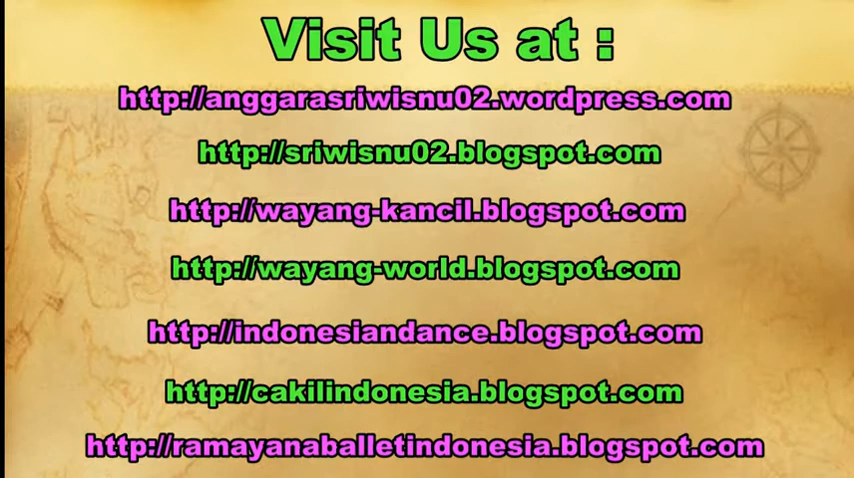 Visit Us at :
http://anggarasriwisnu02.wordpress.com
http://sriwisnu02.blogspot.com
http://wayang-kancil.blogspot.com
http://wayang-world.blogspot.com
http://indonesiandance.blogspot.com
http://cakilindonesia.blogspot.com
http://ramayanaballetindonesia.blogspot.com